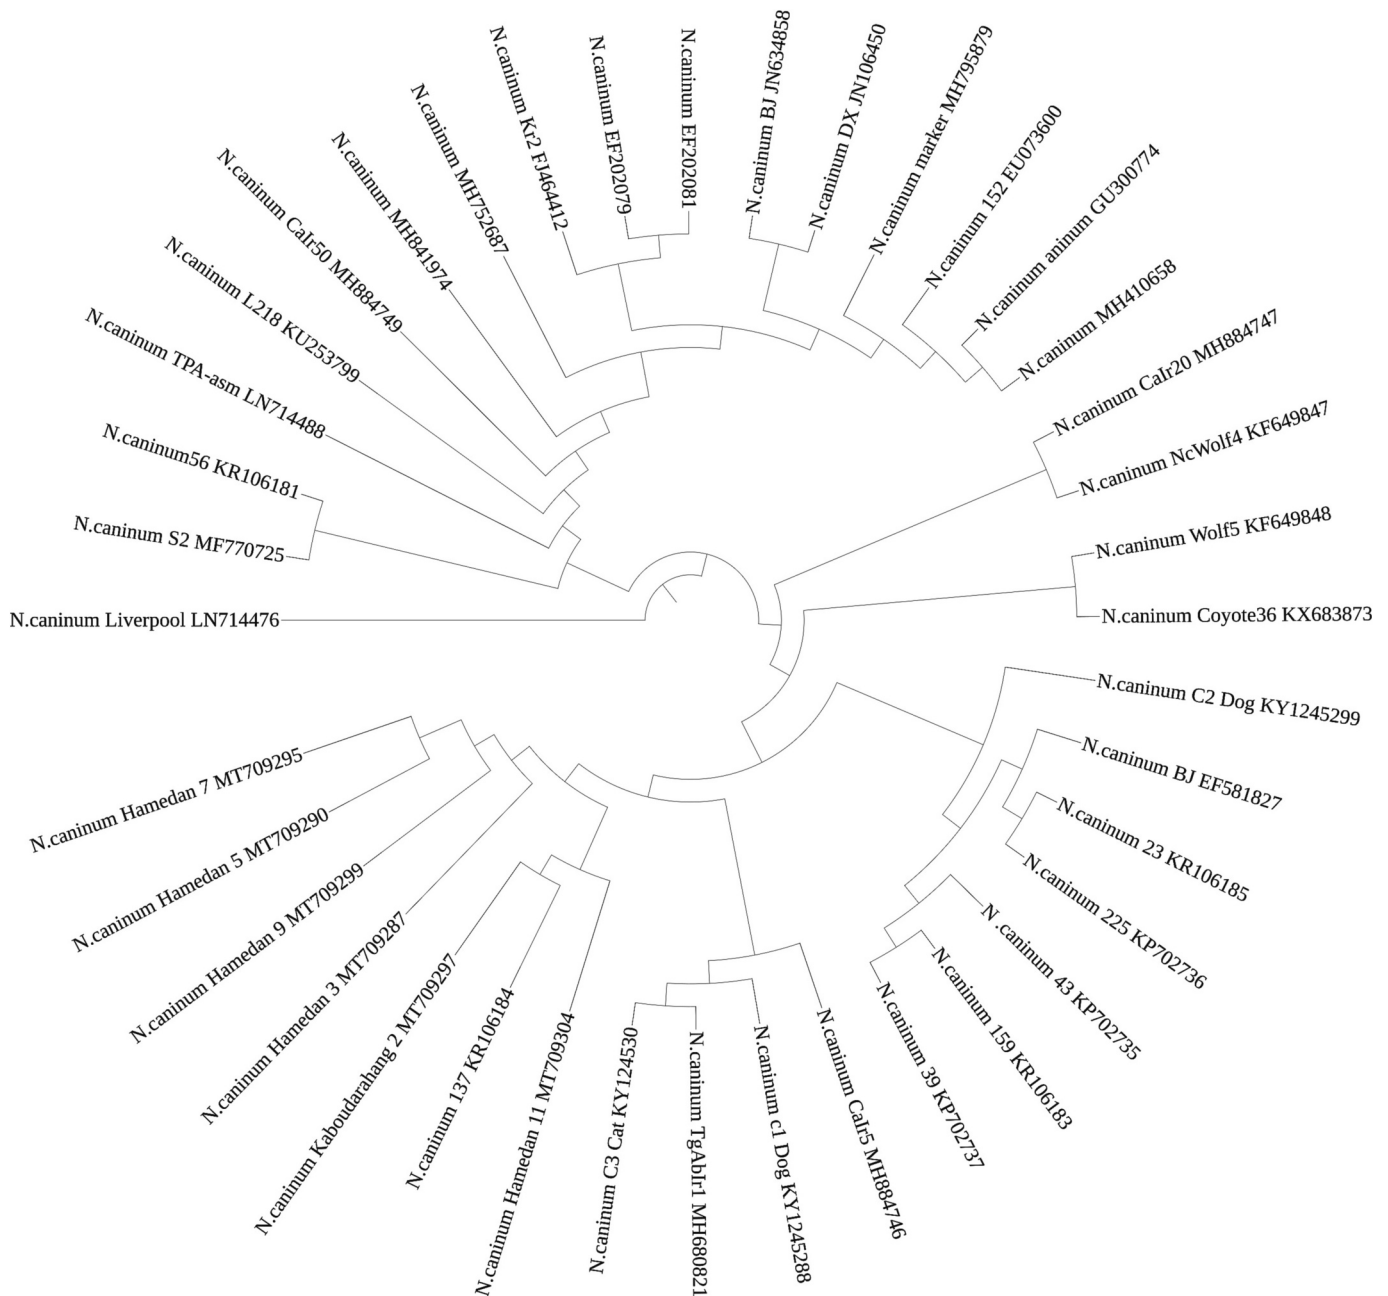 N.caninum Liverpool LN714476
N.caninum S2 MF770725
N.caninum56 KR106181
N.caninum TPA-asm LN714488
N.caninum L218 KU253799
N.caninum CaIr50 MH884749
N.caninum MH841974
N.caninum MH752687
N.caninum Kr2 FJ464412
N.caninum EF202079
N.caninum EF202081
N.caninum BJ JN634858
N.caninum DX JN106450
N.caninum marker MH795879
N.caninum 152 EU073600
N.caninum aninum GU300774
N.caninum MH410658
N.caninum CaIr20 MH884747
N.caninum NcWolf4 KF649847
N.caninum Wolf5 KF649848
N.caninum Coyote36 KX683873
N.caninum C2 Dog KY1245299
N.caninum BJ EF581827
N.caninum 23 KR106185
N.caninum 225 KP702736
N.caninum 43 KP702735
N.caninum 159 KR106183
N.caninum 39 KP702737
N.caninum CaIr5 MH884746
N.caninum c1 Dog KY1245288
N.caninum TgAbIr1 MH680821
N.caninum C3 Cat KY124530
N.caninum Hamedan 11 MT709304
N.caninum 137 KR106184
N.caninum Kaboudarahang 2 MT709297
N.caninum Hamedan 3 MT709287
N.caninum Hamedan 9 MT709299
N.caninum Hamedan 5 MT709290
N.caninum Hamedan 7 MT709295